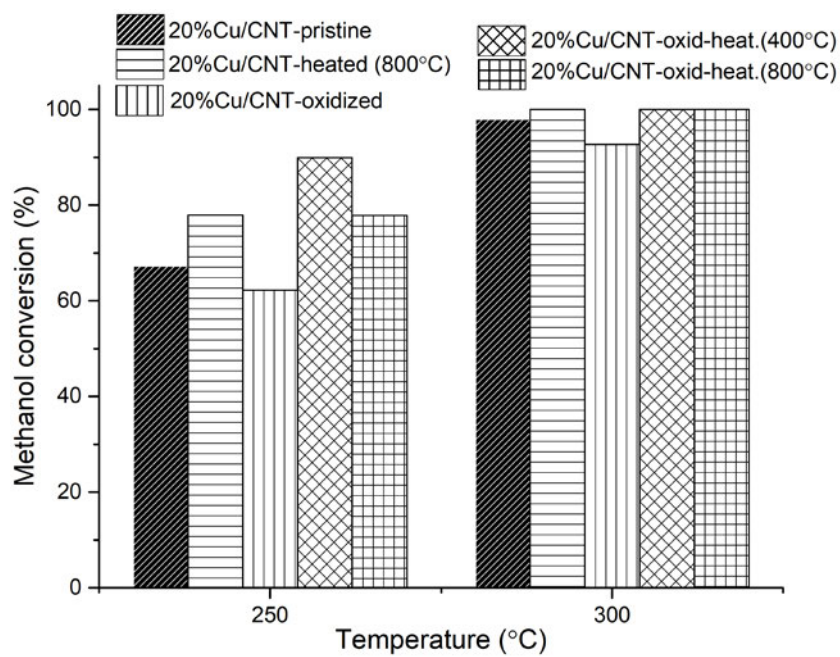 20%Cu/CNT-pristine
20%Cu/CNT-heated (800°C)
20%Cu/CNT-oxidized
20%Cu/CNT-oxid-heat.(400°C)
20%Cu/CNT-oxid-heat.(800°C)
Methanol conversion (%)
100
80
60
40
20
0
250
300
Temperature (°C)